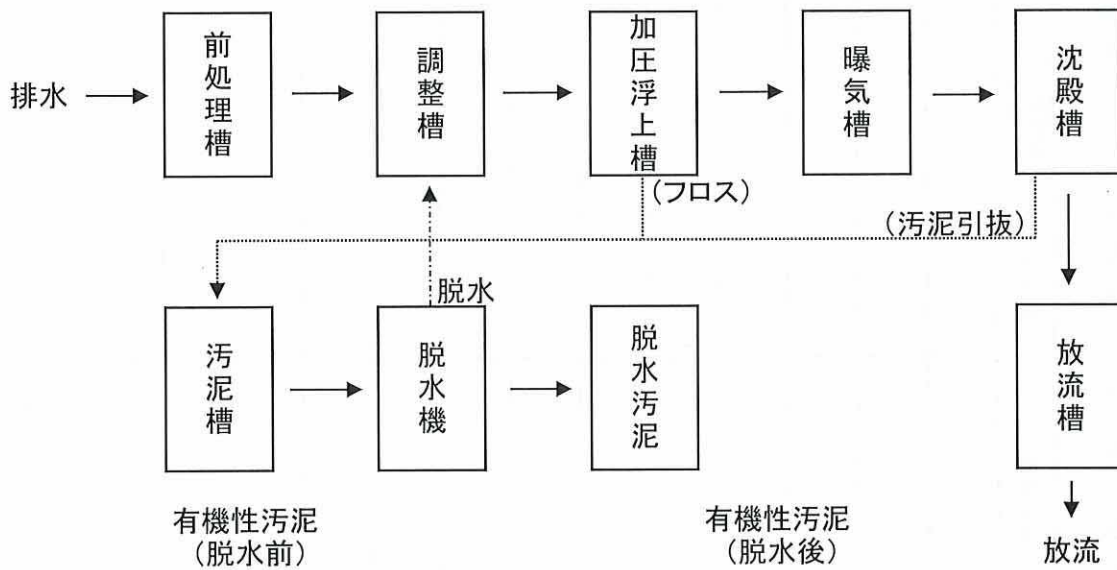 排水
前処理槽
調整槽
加圧浮上槽
曝気槽
沈殿槽
(フロス)
(汚泥引抜)
脱水
汚泥槽
脱水機
脱水汚泥
放流槽
有機性汚泥
(脱水前)
有機性汚泥
(脱水後)
放流